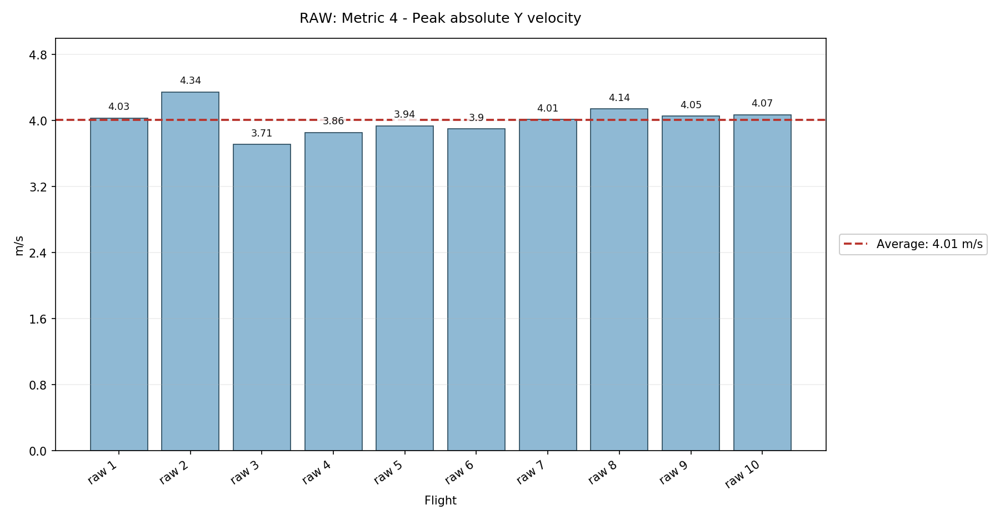 RAW: Metric 4 - Peak absolute Y velocity
4.8
4.0
3.2
2.4
1.6
0.8
0.0
m/s
4.03
4.34
3.71
3.86
3.94
3.9
4.01
4.14
4.05
4.07
raw 1
raw 2
raw 3
raw 4
raw 5
raw 6
raw 7
raw 8
raw 9
raw 10
Flight
Average: 4.01 m/s